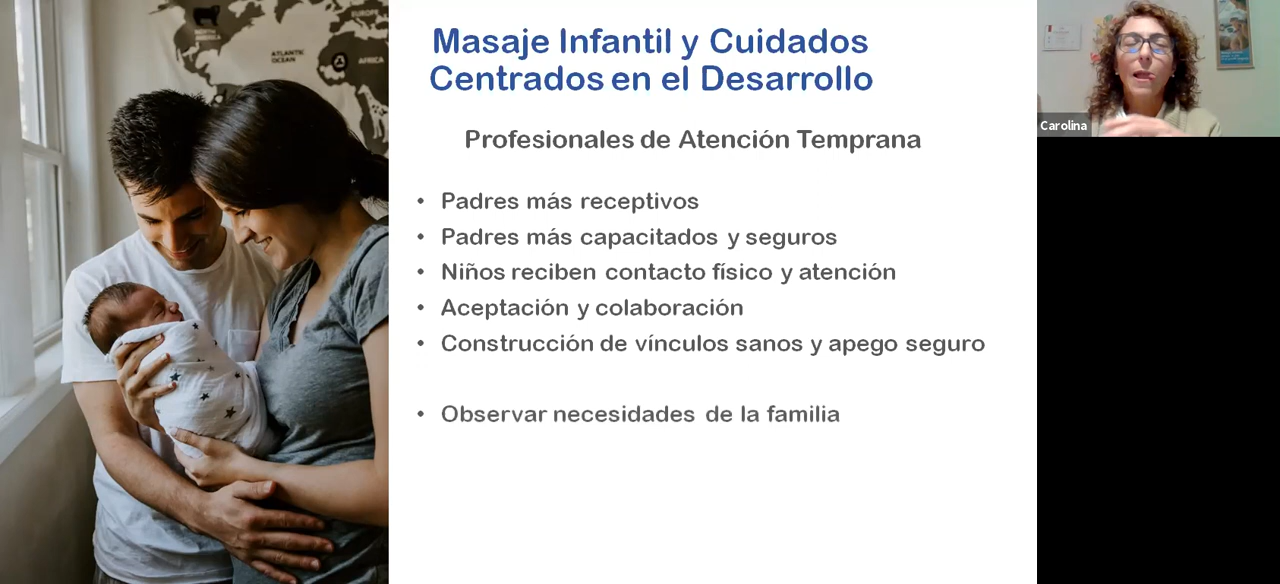 NORTH
AMERICA
ATLANTIC
OCEAN
EUROPE
AFRICA
Masaje Infantil y Cuidados
Centrados en el Desarrollo
Profesionales de Atención Temprana
• Padres más receptivos
• Padres más capacitados y seguros
• Niños reciben contacto físico y atención
• Aceptación y colaboración
• Construcción de vínculos sanos y apego seguro
• Observar necesidades de la familia
Carolina